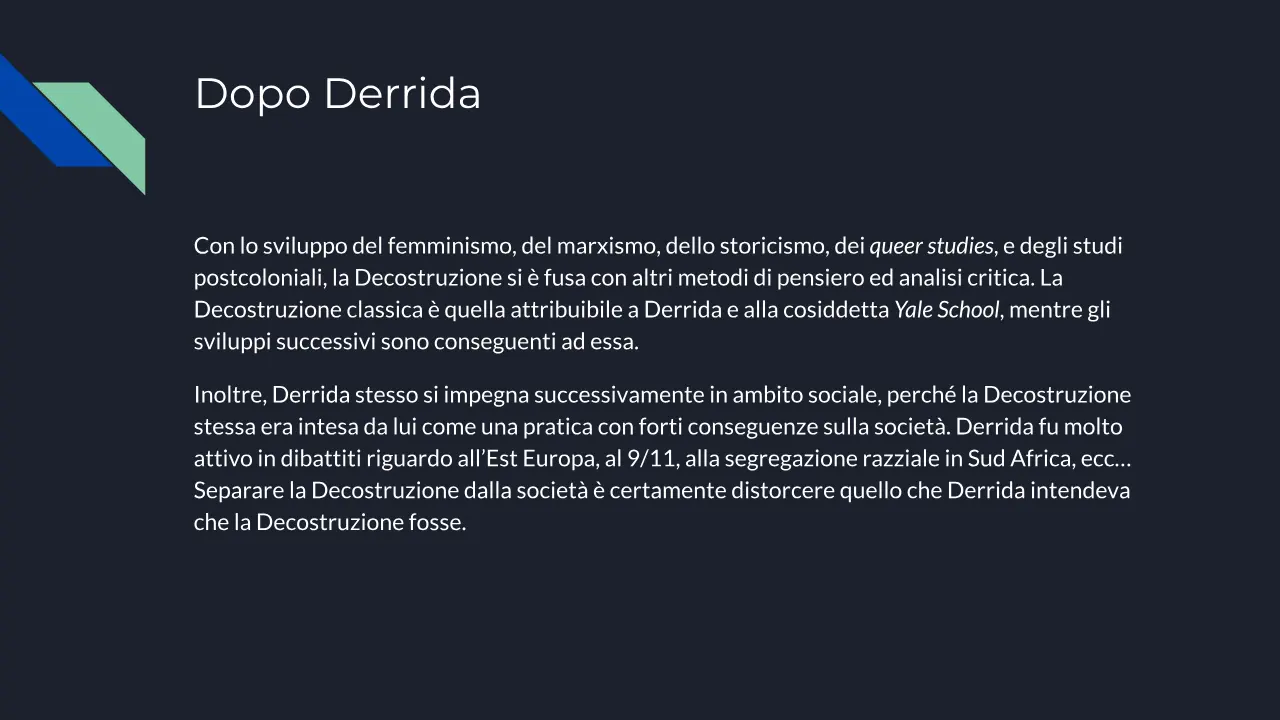 Dopo Derrida
Con lo sviluppo del femminismo, del marxismo, dello storicismo, dei queer studies, e degli studi
postcoloniali, la Decostruzione si è fusa con altri metodi di pensiero ed analisi critica. La
Decostruzione classica è quella attribuibile a Derrida e alla cosiddetta Yale School, mentre gli
sviluppi successivi sono conseguenti ad essa.
Inoltre, Derrida stesso si impegna successivamente in ambito sociale, perché la Decostruzione
stessa era intesa da lui come una pratica con forti conseguenze sulla società. Derrida fu molto
attivo in dibattiti riguardo all’Est Europa, al 9/11, alla segregazione razziale in Sud Africa, ecc…
Separare la Decostruzione dalla società è certamente distorcere quello che Derrida intendeva
che la Decostruzione fosse.